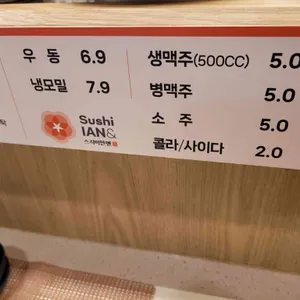 우 동 6.9
냉모밀 7.9
Sushi
IAN&
스시이안앤
생맥주(500CC) 5.0
병맥주 5.0
소 주 5.0
콜라/사이다 2.0